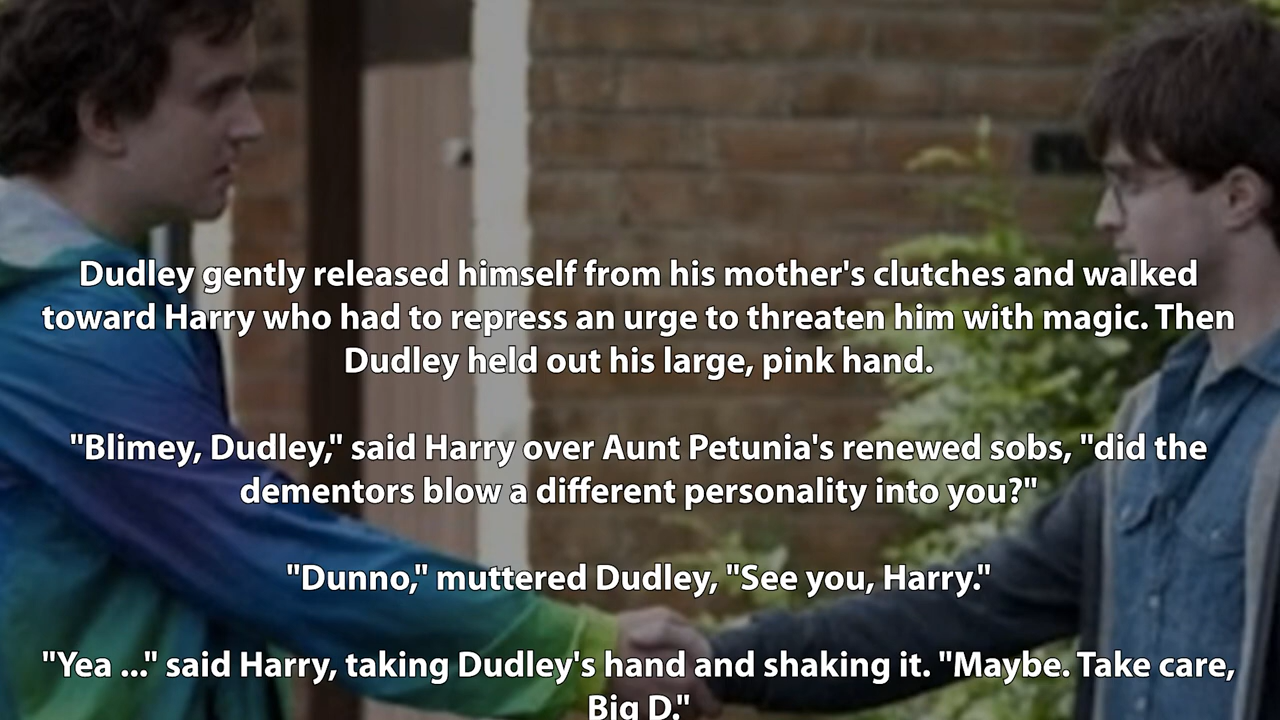 Dudley gently released himself from his mother's clutches and walked
toward Harry who had to repress an urge to threaten him with magic. Then
Dudley held out his large, pink hand.
"Blimey, Dudley," said Harry over Aunt Petunia's renewed sobs, "did the
dementors blow a different personality into you?"
"Dunno," muttered Dudley, "See you, Harry."
"Yea ..." said Harry, taking Dudley's hand and shaking it. "Maybe. Take care,
Big D."